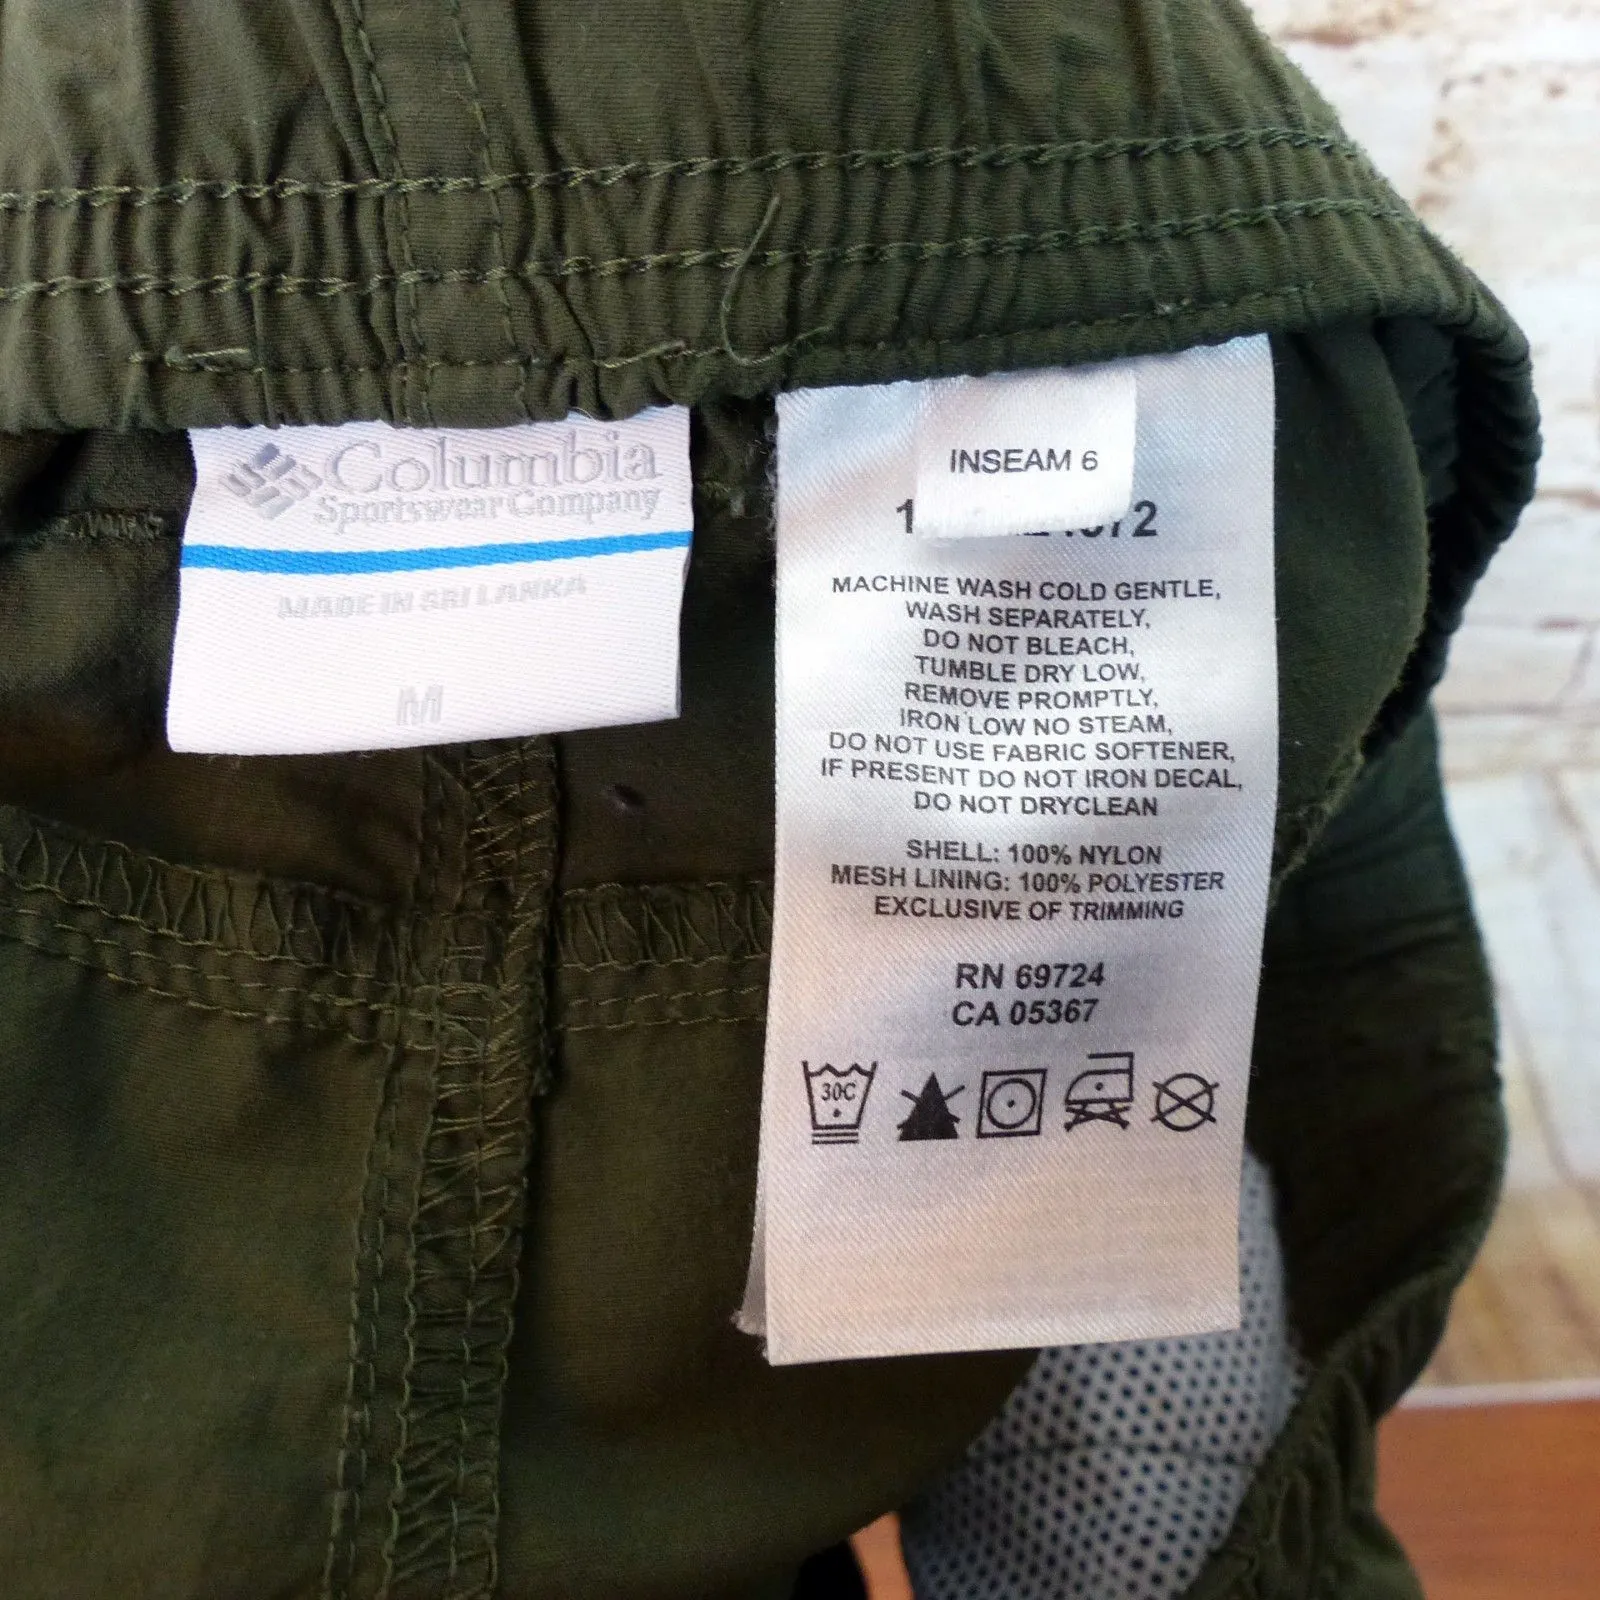 Columbia
Sportswear Company
MADE IN SRI LANKA
M
INSEAM 6
MACHINE WASH COLD GENTLE,
WASH SEPARATELY,
DO NOT BLEACH,
TUMBLE DRY LOW,
REMOVE PROMPTLY,
IRON LOW NO STEAM,
DO NOT USE FABRIC SOFTENER,
IF PRESENT DO NOT IRON DECAL,
DO NOT DRYCLEAN
SHELL: 100% NYLON
MESH LINING: 100% POLYESTER
EXCLUSIVE OF TRIMMING
RN 69724
CA 05367
30C